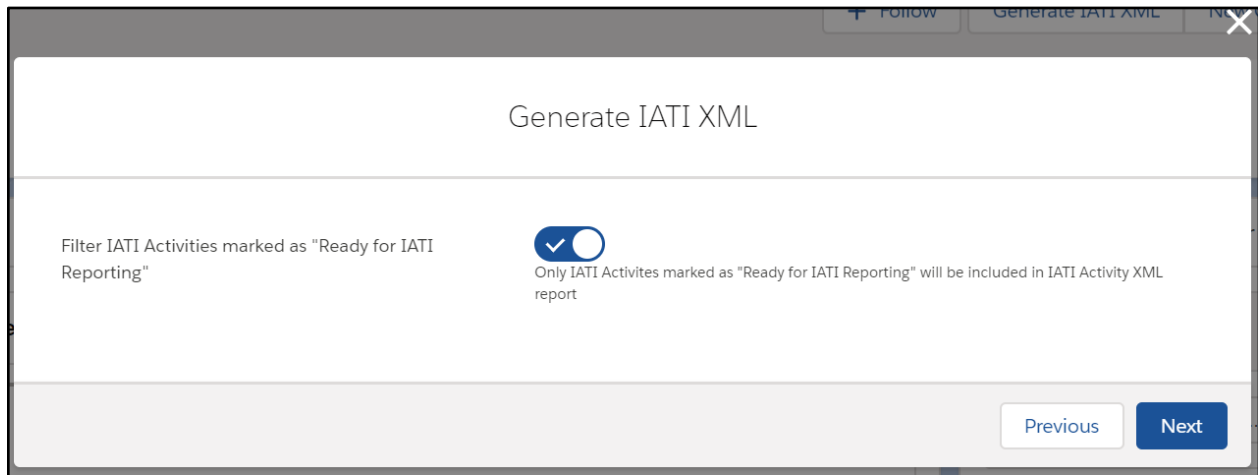 + Follow
Generate IATI XML
New
Generate IATI XML
Filter IATI Activities marked as "Ready for IATI
Reporting"
Only IATI Activites marked as "Ready for IATI Reporting" will be included in IATI Activity XML
report
Previous
Next